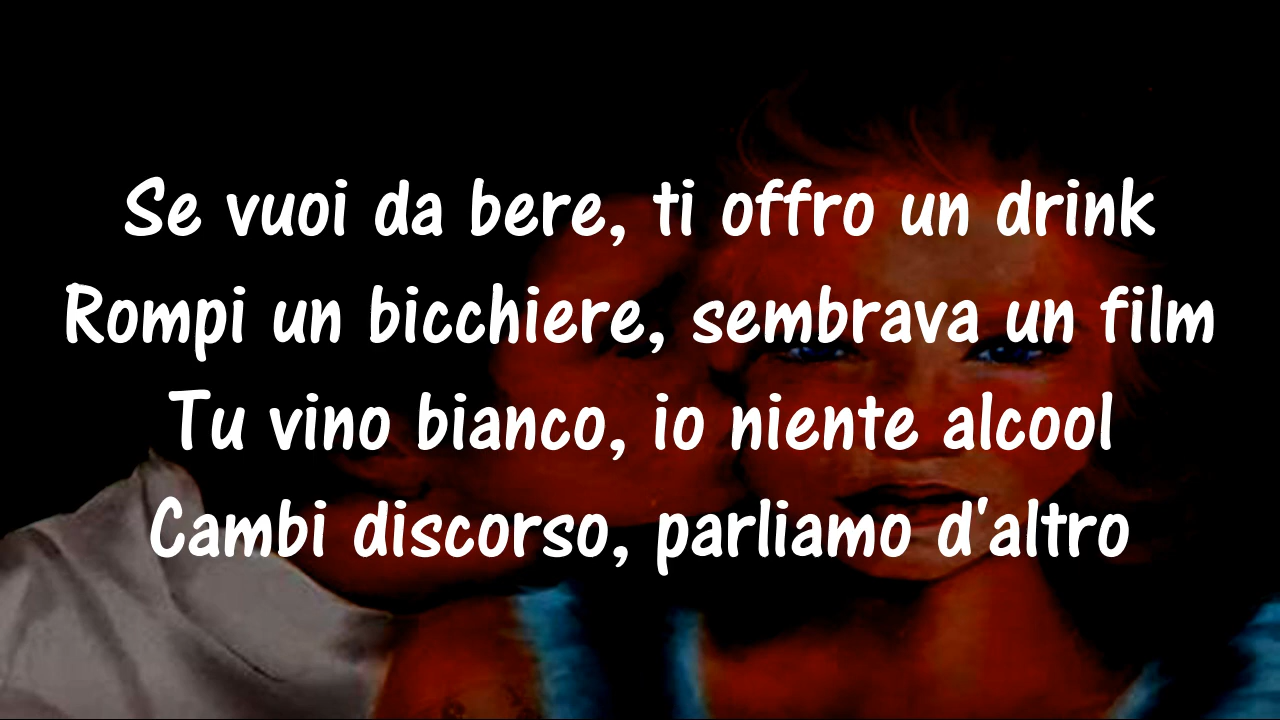 Se vuoi da bere, ti offro un drink
Rompi un bicchiere, sembrava un film
Tu vino bianco, io niente alcool
Cambi discorso, parliamo d'altro